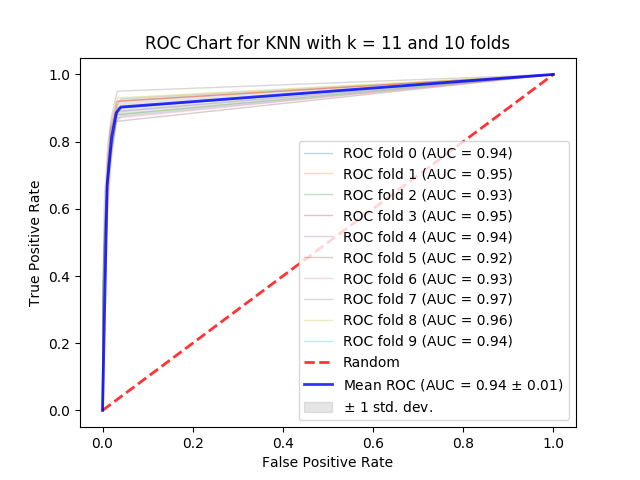 ROC Chart for KNN with k = 11 and 10 folds
True Positive Rate
1.0
0.8
0.6
0.4
0.2
0.0
ROC fold 0 (AUC = 0.94)
ROC fold 1 (AUC = 0.95)
ROC fold 2 (AUC = 0.93)
ROC fold 3 (AUC = 0.95)
ROC fold 4 (AUC = 0.94)
ROC fold 5 (AUC = 0.92)
ROC fold 6 (AUC = 0.93)
ROC fold 7 (AUC = 0.97)
ROC fold 8 (AUC = 0.96)
ROC fold 9 (AUC = 0.94)
Random
Mean ROC (AUC = 0.94 ± 0.01)
± 1 std. dev.
0.0 0.2 0.4 0.6 0.8 1.0
False Positive Rate